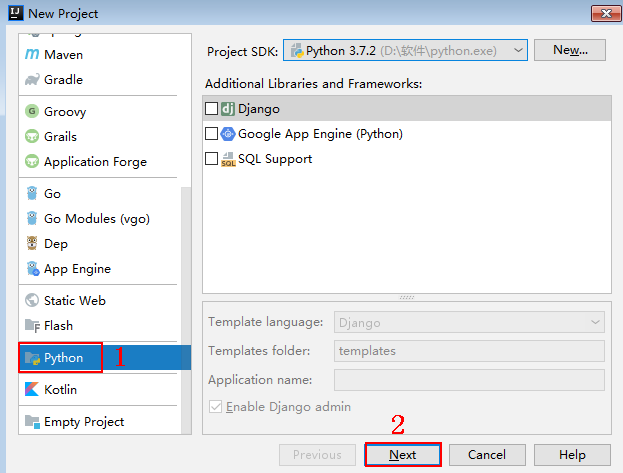 New Project
Maven
Gradle
Groovy
Grails
Application Forge
Go
Go Modules (vgo)
Dep
App Engine
Static Web
Flash
Python 1
Kotlin
Empty Project
Project SDK: Python 3.7.2 (D:\软件\python.exe) New...
Additional Libraries and Frameworks:
Django
Google App Engine (Python)
SQL Support
Template language: Django
Templates folder: templates
Application name:
Enable Django admin
2
Previous Next Cancel Help